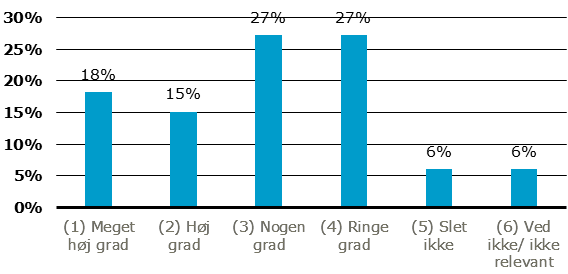 30%
25%
20%
15%
10%
5%
0%
18%
15%
27%
27%
6%
6%
(1) Meget
høj grad
(2) Høj
grad
(3) Nogen
grad
(4) Ringe
grad
(5) Slet
ikke
(6) Ved
ikke/ ikke
relevant